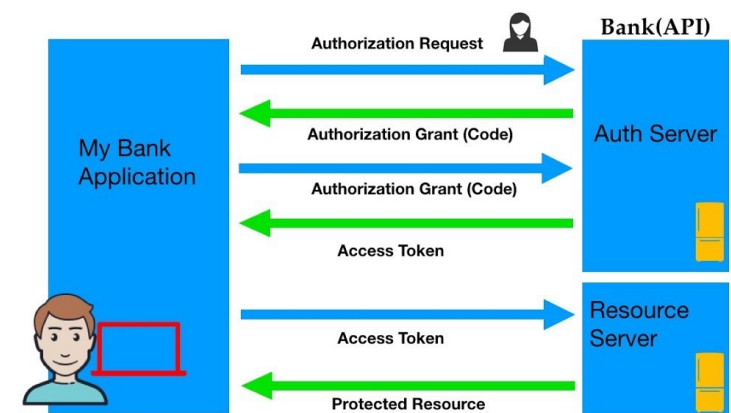 Bank(API)
Authorization Request
Authorization Grant (Code)
My Bank
Application
Auth Server
Authorization Grant (Code)
Access Token
Resource
Server
Access Token
Protected Resource